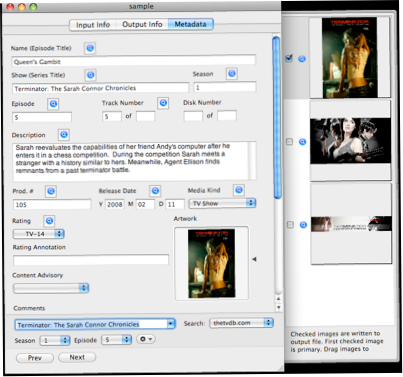 sample
Input Info Output Info Metadata
Name (Episode Title)
Queen's Gambit
Show (Series Title) Season
Terminator: The Sarah Connor Chronicles 1
Episode Track Number Disk Number
5 5 of of
Description
Sarah reevaluates the capabilities of her friend Andy's computer after he
enters it in a chess competition. During the competition Sarah meets a
stranger with a history similar to hers. Meanwhile, Agent Ellison finds
remnants from a past terminator battle.
Prod. # Release Date Media Kind
105 Y 2008 M 02 D 11 TV Show
Rating Artwork
TV-14
Rating Annotation
Content Advisory
Comments
Terminator: The Sarah Connor Chronicles Search: thetvdb.com
Season 1 Episode 5
Prev Next
Checked images are written to
output file. First checked image
is primary. Drag images to